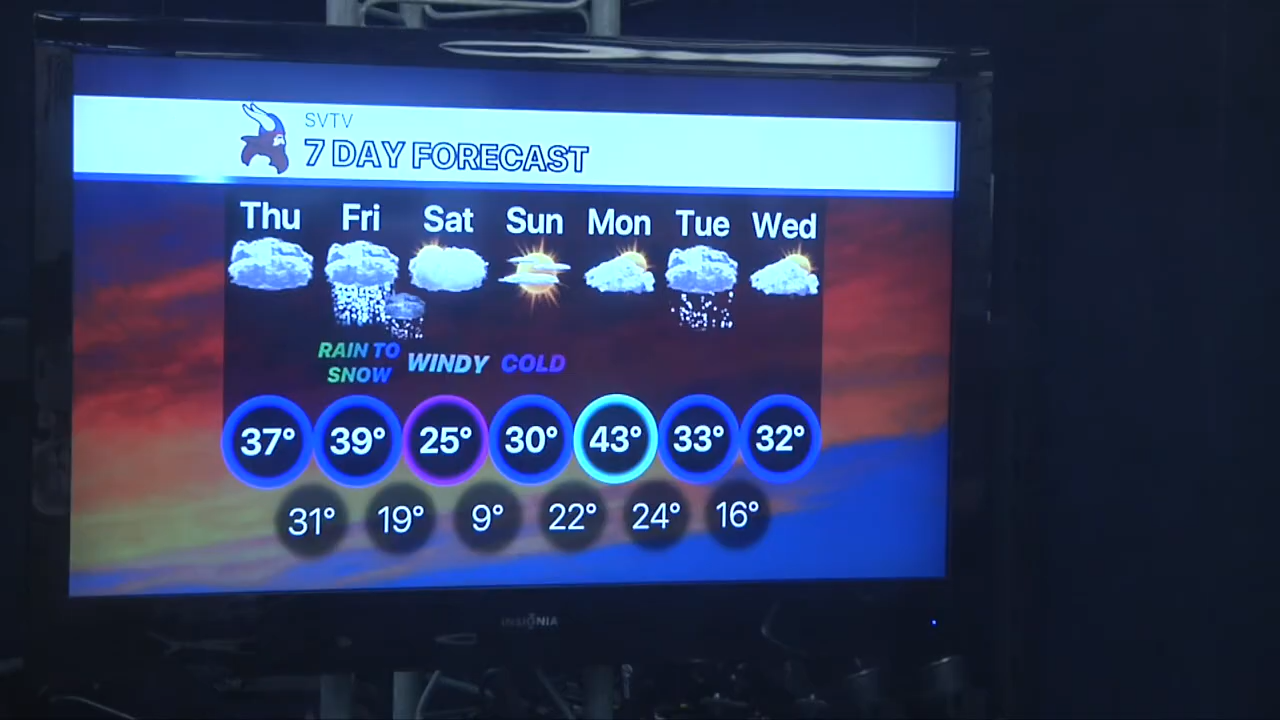 SVTV
7 DAY FORECAST
Thu Fri Sat Sun Mon Tue Wed
RAIN TO
SNOW
WINDY
COLD
37° 39° 25° 30° 43° 33° 32°
31° 19° 9° 22° 24° 16°
INSIGNIA